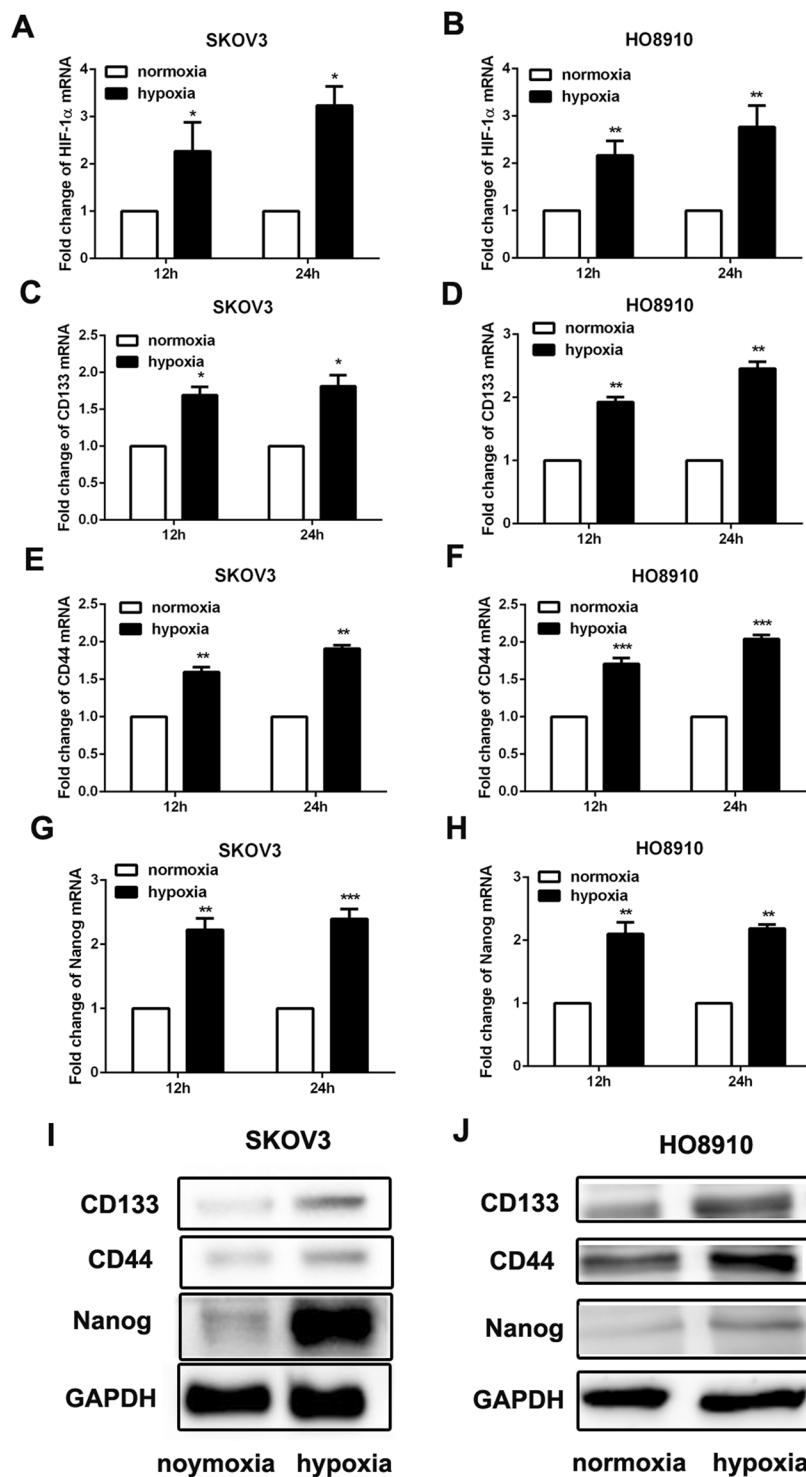 A
SKOV3
Fold change of HIF-1α mRNA
normoxia
hypoxia
4
3
2
1
0
*
*
12h
24h
B
HO8910
Fold change of HIF-1α mRNA
normoxia
hypoxia
4
3
2
1
0
**
**
12h
24h
C
SKOV3
Fold change of CD133 mRNA
normoxia
hypoxia
2.5
2.0
1.5
1.0
0.5
0.0
*
*
12h
24h
D
HO8910
Fold change of CD133 mRNA
normoxia
hypoxia
3
2
1
0
**
**
12h
24h
E
SKOV3
Fold change of CD44 mRNA
normoxia
hypoxia
2.5
2.0
1.5
1.0
0.5
0.0
**
**
12h
24h
F
HO8910
Fold change of CD44 mRNA
normoxia
hypoxia
2.5
2.0
1.5
1.0
0.5
0.0
***
***
12h
24h
G
SKOV3
Fold change of Nanog mRNA
normoxia
hypoxia
3
2
1
0
**
***
12h
24h
H
HO8910
Fold change of Nanog mRNA
normoxia
hypoxia
3
2
1
0
**
**
12h
24h
I
SKOV3
CD133
CD44
Nanog
GAPDH
noymoxia hypoxia
J
HO8910
CD133
CD44
Nanog
GAPDH
normoxia hypoxia